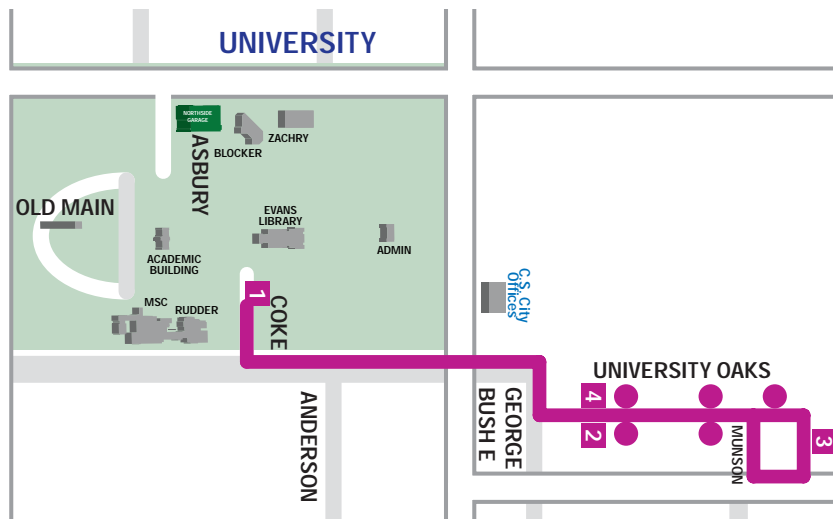 UNIVERSITY
NORTHSIDE
GARAGE
ZACHRY
BLOCKER
ASBURY
OLD MAIN
EVANS
LIBRARY
ADMIN
ACADEMIC
BUILDING
C.S. City
Offices
1
COKE
MSC
RUDDER
UNIVERSITY OAKS
GEORGE
BUSH E
4
2
MUNSON
3
ANDERSON